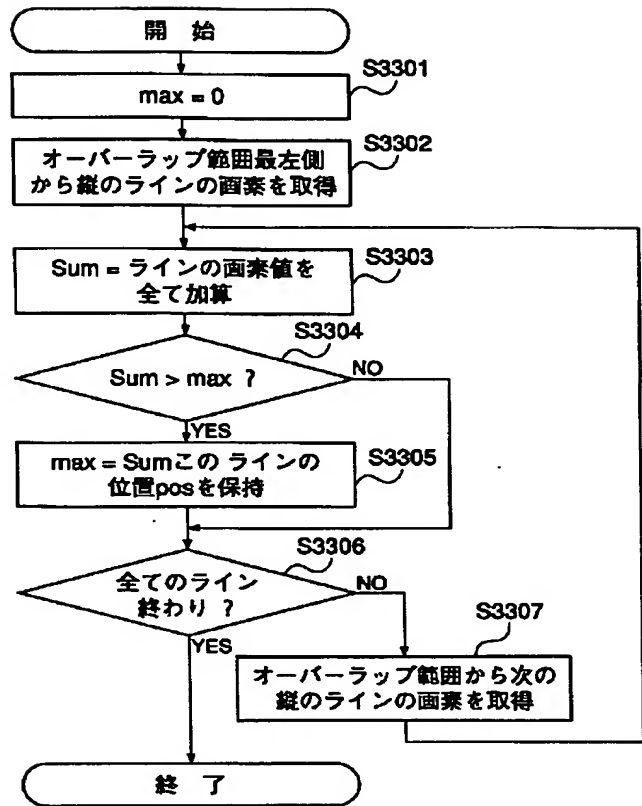 開 始
S3301
max = 0
S3302
オーバーラップ範囲最左側
から縦のラインの画素を取得
S3303
Sum = ラインの画素値を
全て加算
S3304
Sum > max ?
NO
YES
S3305
max = Sumこの ラインの
位置posを保持
S3306
全てのライン
終わり ?
NO
YES
S3307
オーバーラップ範囲から次の
縦のラインの画素を取得
終 了